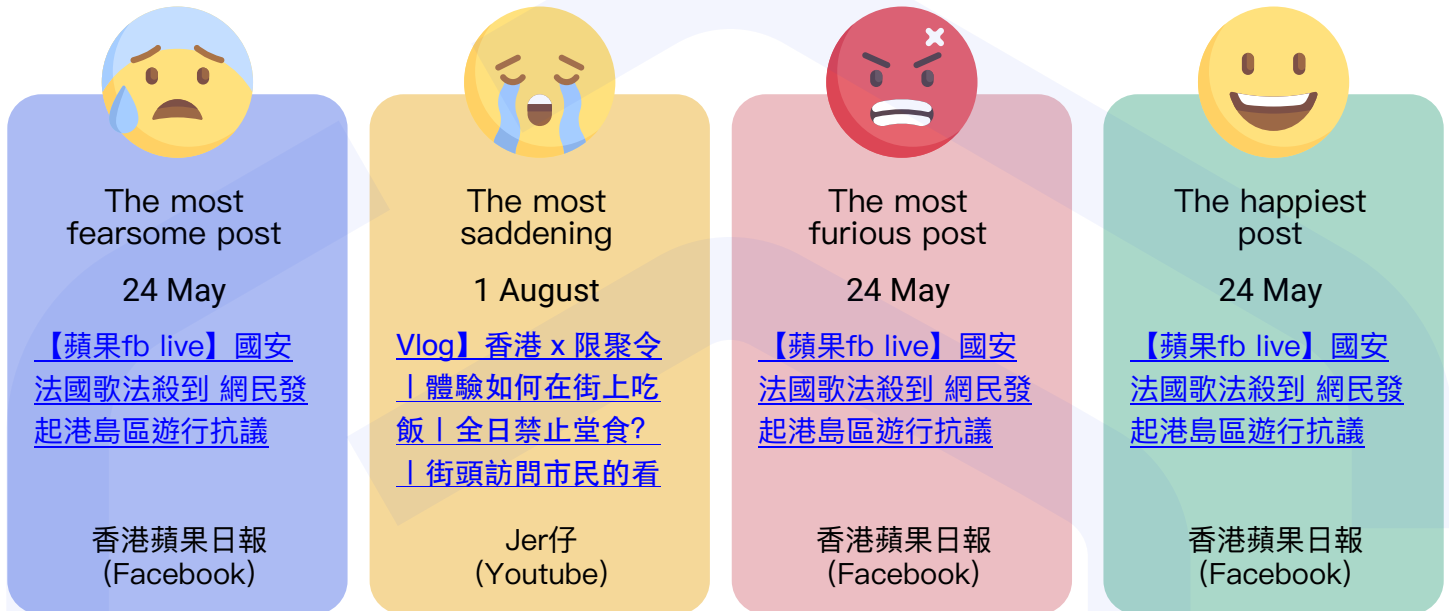 The most
fearsome post
24 May
【蘋果fb live】國安
法國歌法殺到 網民發
起港島區遊行抗議
香港蘋果日報
(Facebook)
The most
saddening
1 August
Vlog】香港 x 限聚令
｜體驗如何在街上吃
飯｜全日禁止堂食?
｜街頭訪問市民的看
Jer仔
(Youtube)
The most
furious post
24 May
【蘋果fb live】國安
法國歌法殺到 網民發
起港島區遊行抗議
香港蘋果日報
(Facebook)
The happiest
post
24 May
【蘋果fb live】國安
法國歌法殺到 網民發
起港島區遊行抗議
香港蘋果日報
(Facebook)